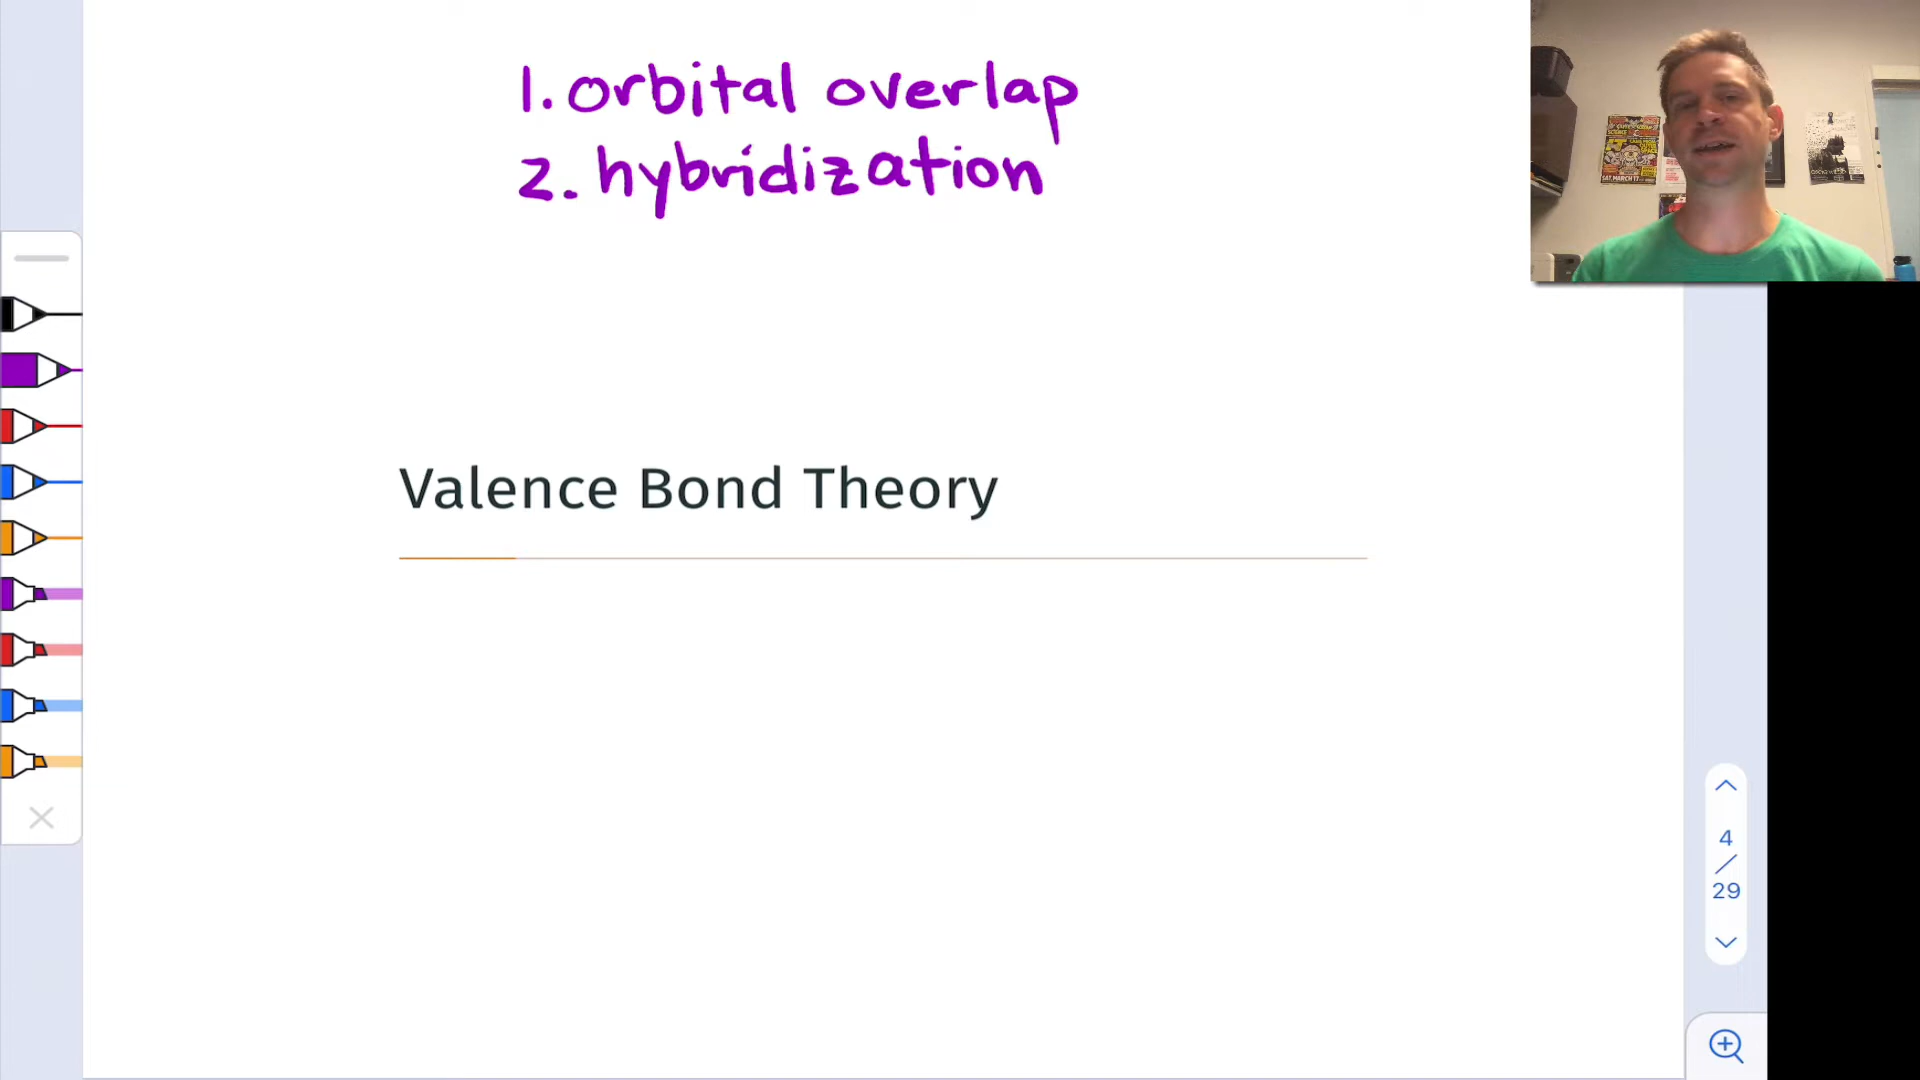 1. orbital overlap
2. hybridization
Valence Bond Theory
4
/
29